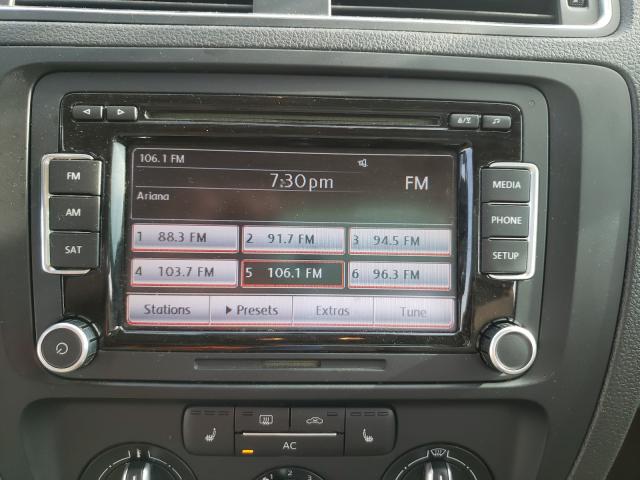 106.1 FM
7:30pm FM
Ariana
1 88.3 FM 2 91.7 FM 3 94.5 FM
4 103.7 FM 5 106.1 FM 6 96.3 FM
Stations Presets Extras Tune
FM
AM
SAT
MEDIA
PHONE
SETUP
AC